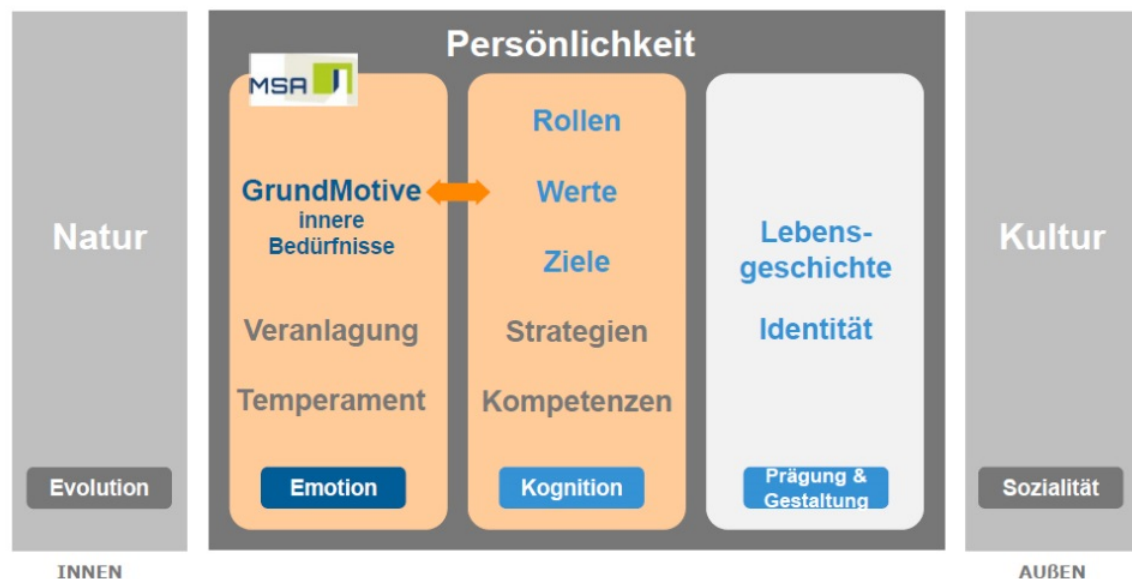 Persönlichkeit
Natur
Evolution
INNEN
MSA
GrundMotive
innere
Bedürfnisse
Veranlagung
Temperament
Emotion
Rollen
Werte
Ziele
Strategien
Kompetenzen
Kognition
Lebens-
geschichte
Identität
Prägung &
Gestaltung
Kultur
Sozialität
AUßEN